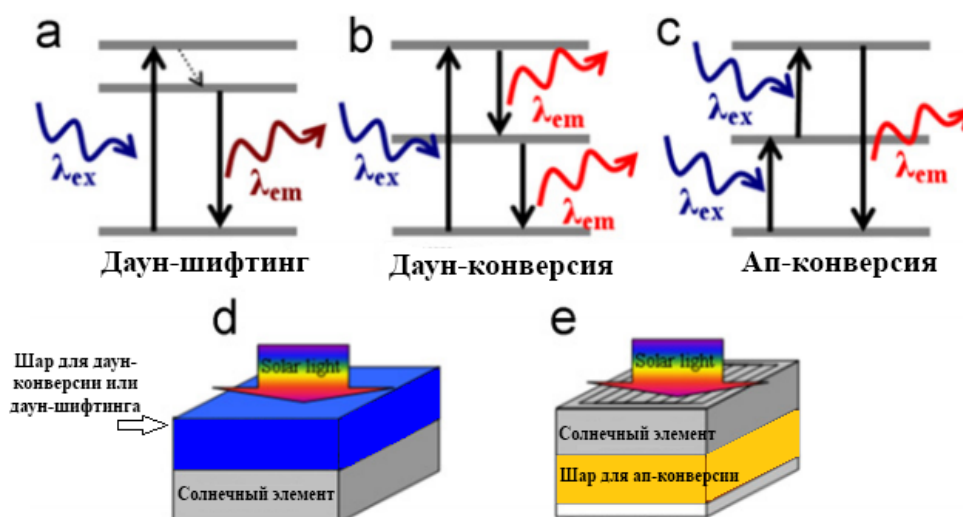 a
λex
λem
Даун-шифтинг
b
λex
λem
λem
Даун-конверсия
c
λex
λex
λem
Ап-конверсия
d
Шар для даун-
конверсии или
даун-шифтинга
Solar light
Солнечный элемент
e
Solar light
Солнечный элемент
Шар для ап-конверсии